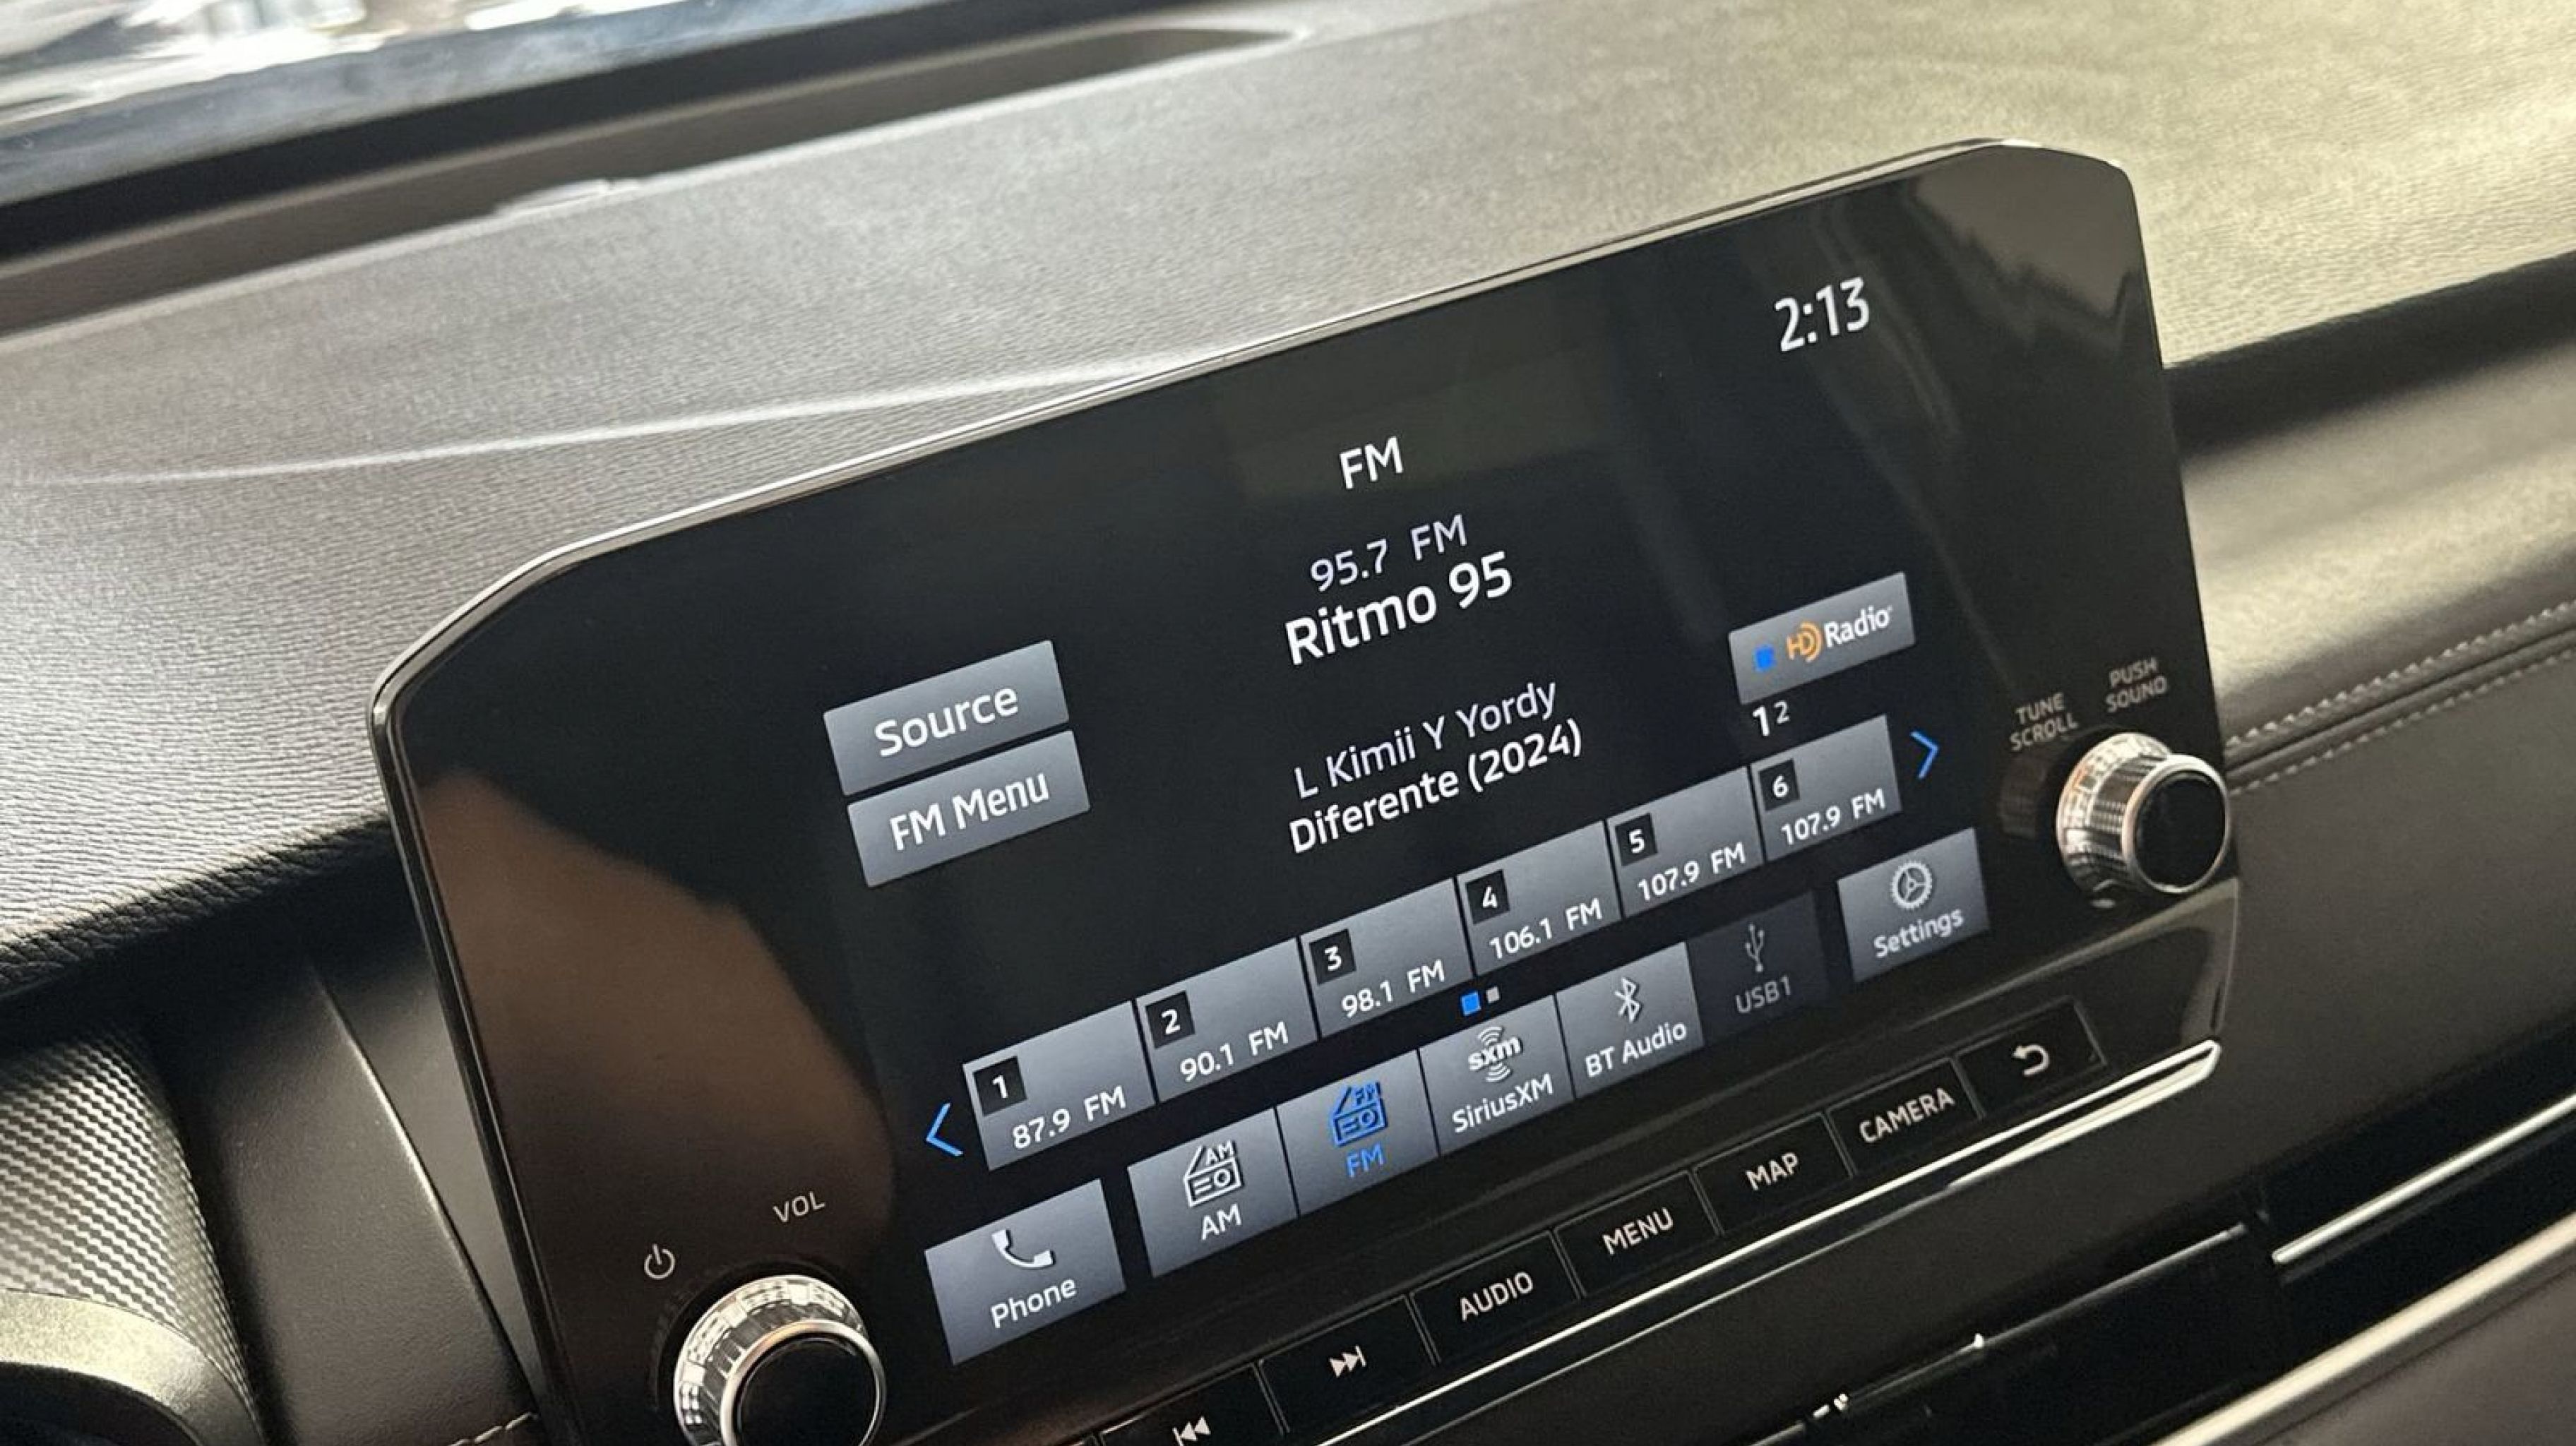 2:13
FM
95.7 FM
Ritmo 95
Source
FM Menu
HD Radio
1 2
L Kimii Y Yordy
Diferente (2024)
1
87.9 FM
2
90.1 FM
3
98.1 FM
4
106.1 FM
5
107.9 FM
6
107.9 FM
Phone
AM
AM
FM
FM
sxm
SiriusXM
BT Audio
USB1
Settings
TUNE
SCROLL
PUSH
SOUND
VOL
AUDIO
MENU
MAP
CAMERA